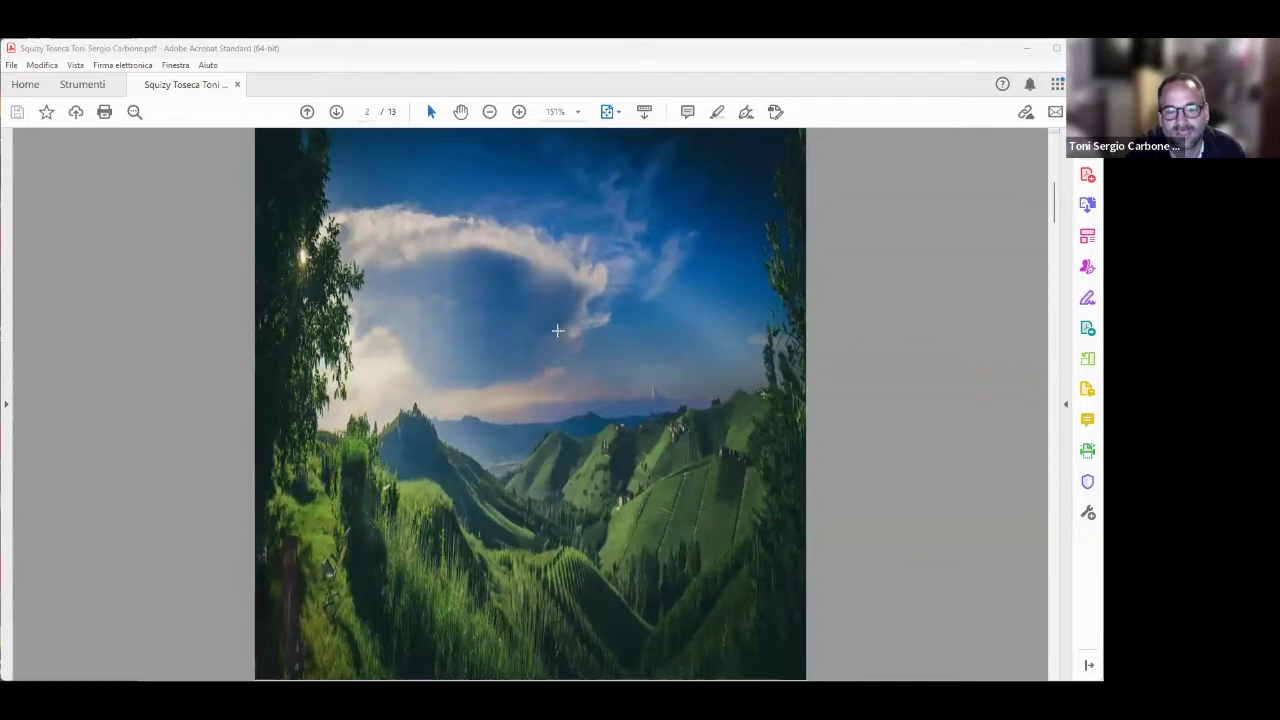 Squizy Toseca Toni Sergio Carbone.pdf - Adobe Acrobat Standard (64-bit)
File Modifica Vista Firma elettronica Finestra Aiuto
Home Strumenti Squizy Toseca Toni ... ×
2 / 13 151%
Toni Sergio Carbone ...